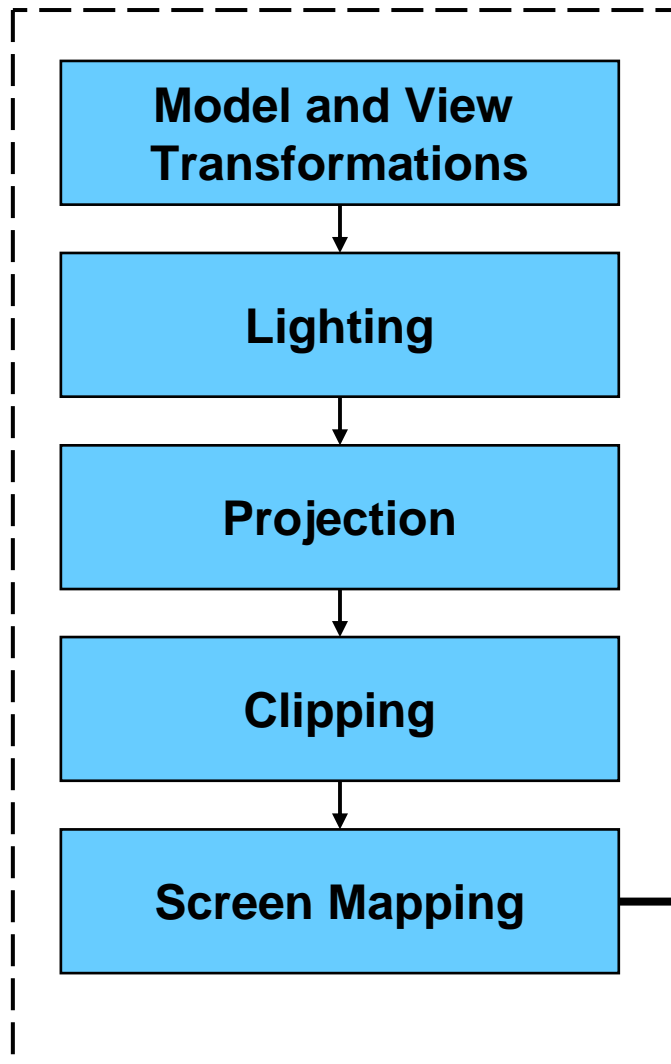 Model and View
Transformations
Lighting
Projection
Clipping
Screen Mapping